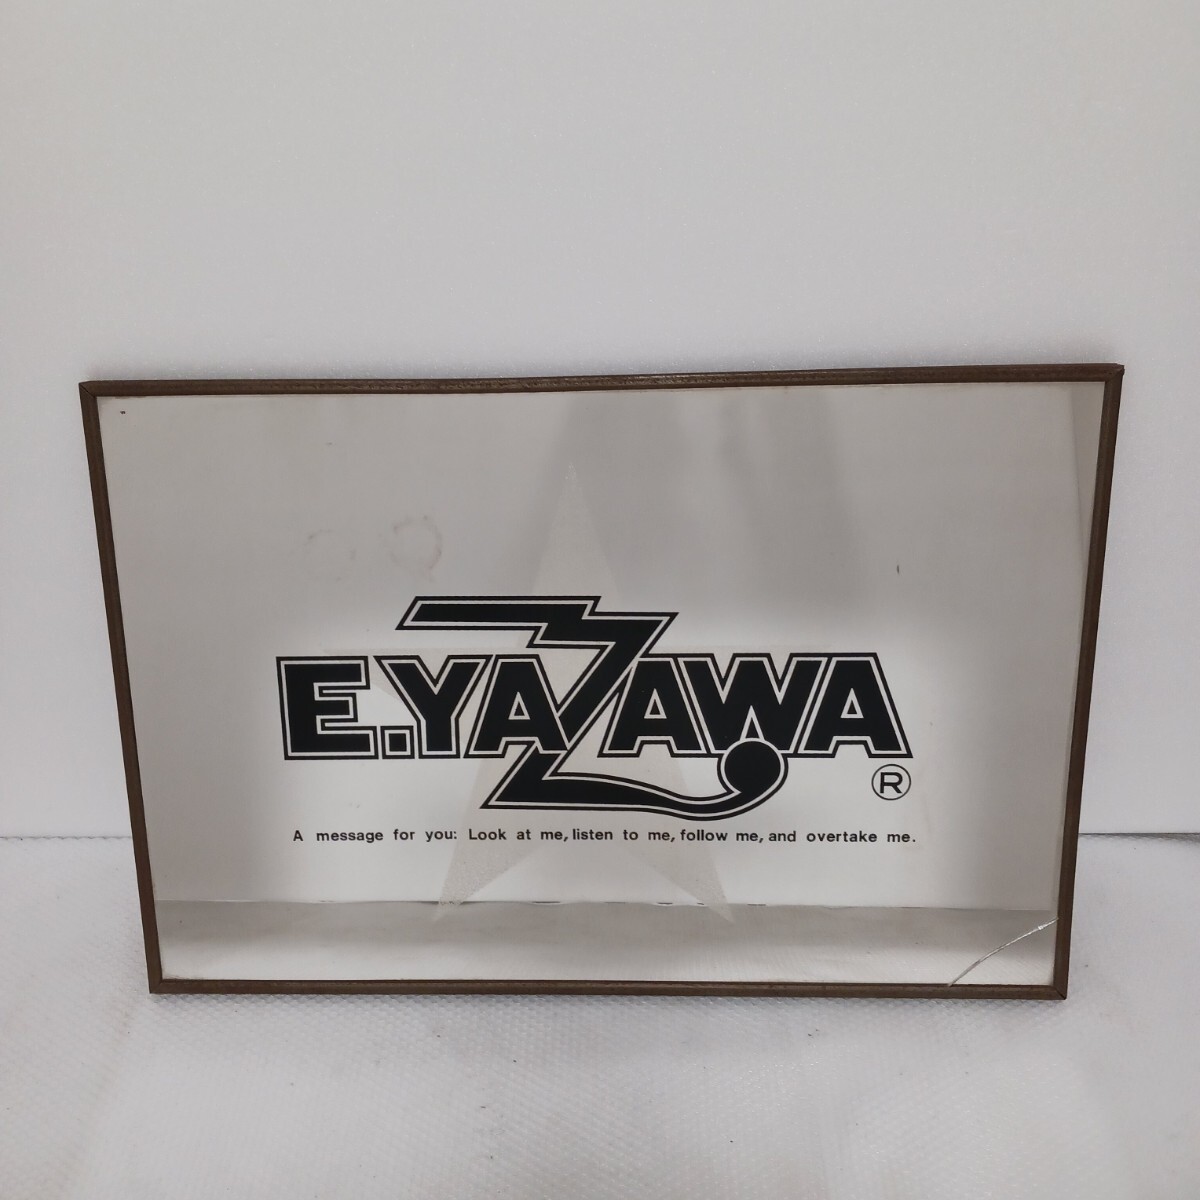 E.YAZAWA
®
A message for you: Look at me, listen to me, follow me, and overtake me.